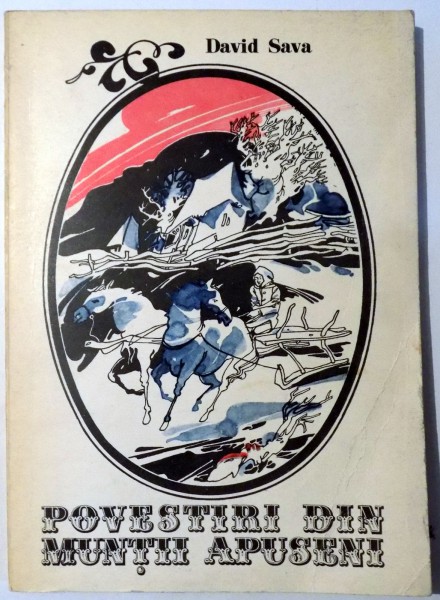 David Sava
POVESTIRI DIN
MUNȚII APUSENI